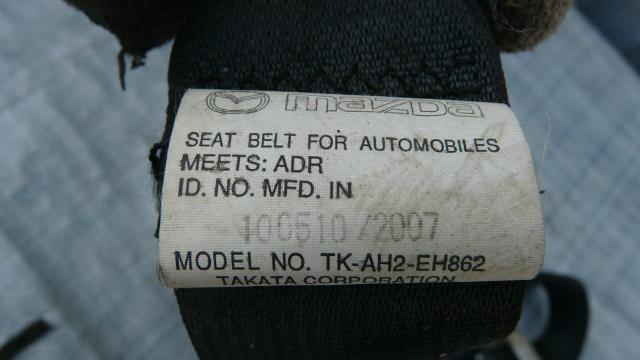 mazda
SEAT BELT FOR AUTOMOBILES
MEETS: ADR
ID. NO. MFD. IN
100510/2007
MODEL NO. TK-AH2-EH862
TAKATA CORPORATION